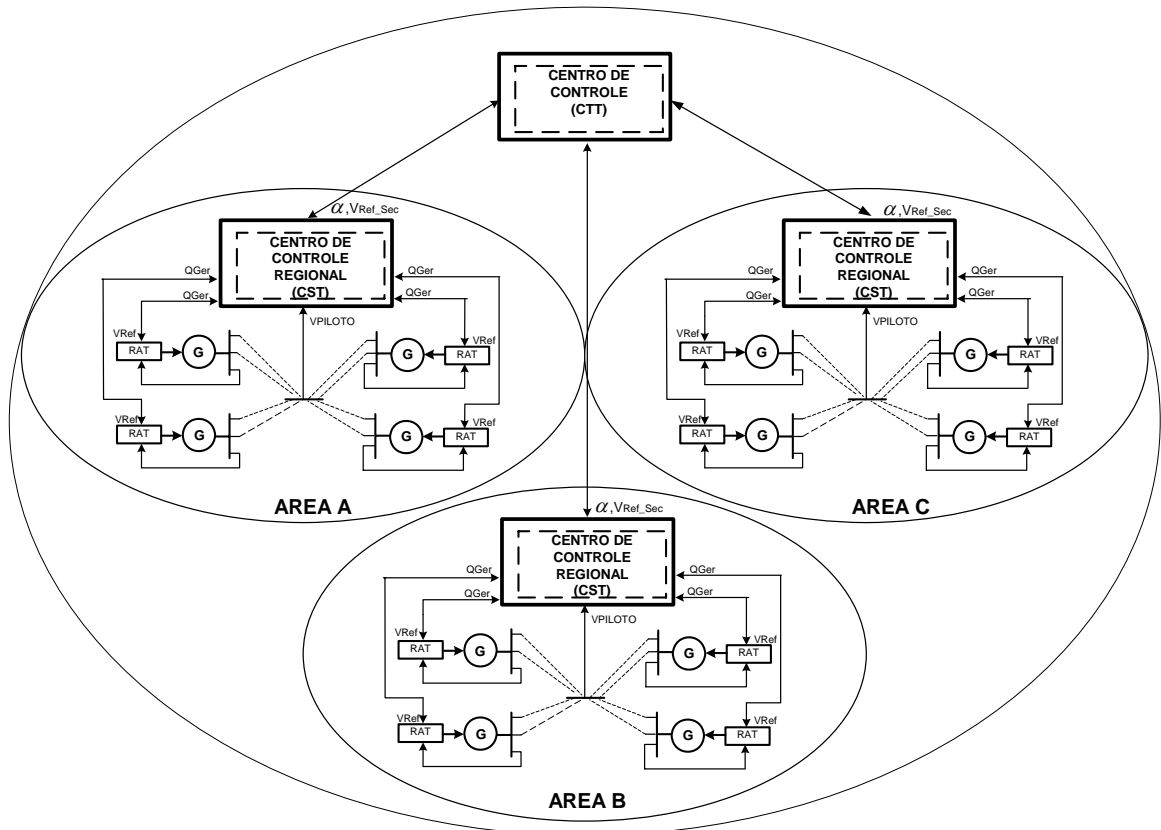 CENTRO DE
CONTROLE
(CTT)
α,VRef_Sec
CENTRO DE
CONTROLE
REGIONAL
(CST)
QGer
QGer
QGer
QGer
VPILOTO
VRef
RAT
G
G
VRef
RAT
VRef
RAT
G
G
VRef
RAT
AREA A
α,VRef_Sec
CENTRO DE
CONTROLE
REGIONAL
(CST)
QGer
QGer
QGer
QGer
VPILOTO
VRef
RAT
G
G
VRef
RAT
VRef
RAT
G
G
VRef
RAT
AREA C
α,VRef_Sec
CENTRO DE
CONTROLE
REGIONAL
(CST)
QGer
QGer
QGer
QGer
VPILOTO
VRef
RAT
G
G
VRef
RAT
VRef
RAT
G
G
VRef
RAT
AREA B